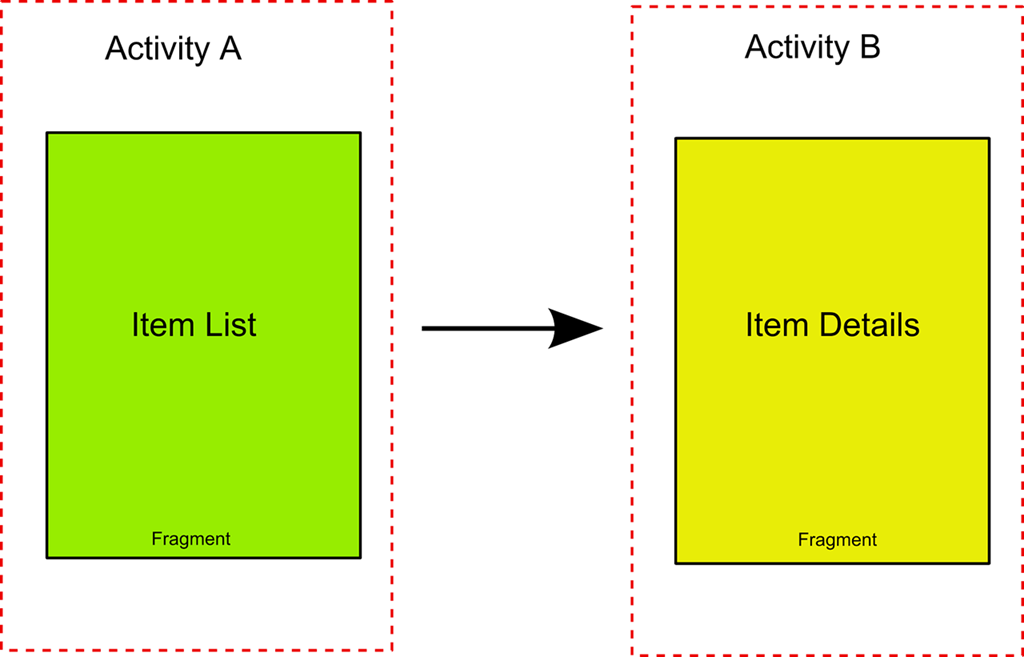 Activity A
Item List
Fragment
Activity B
Item Details
Fragment